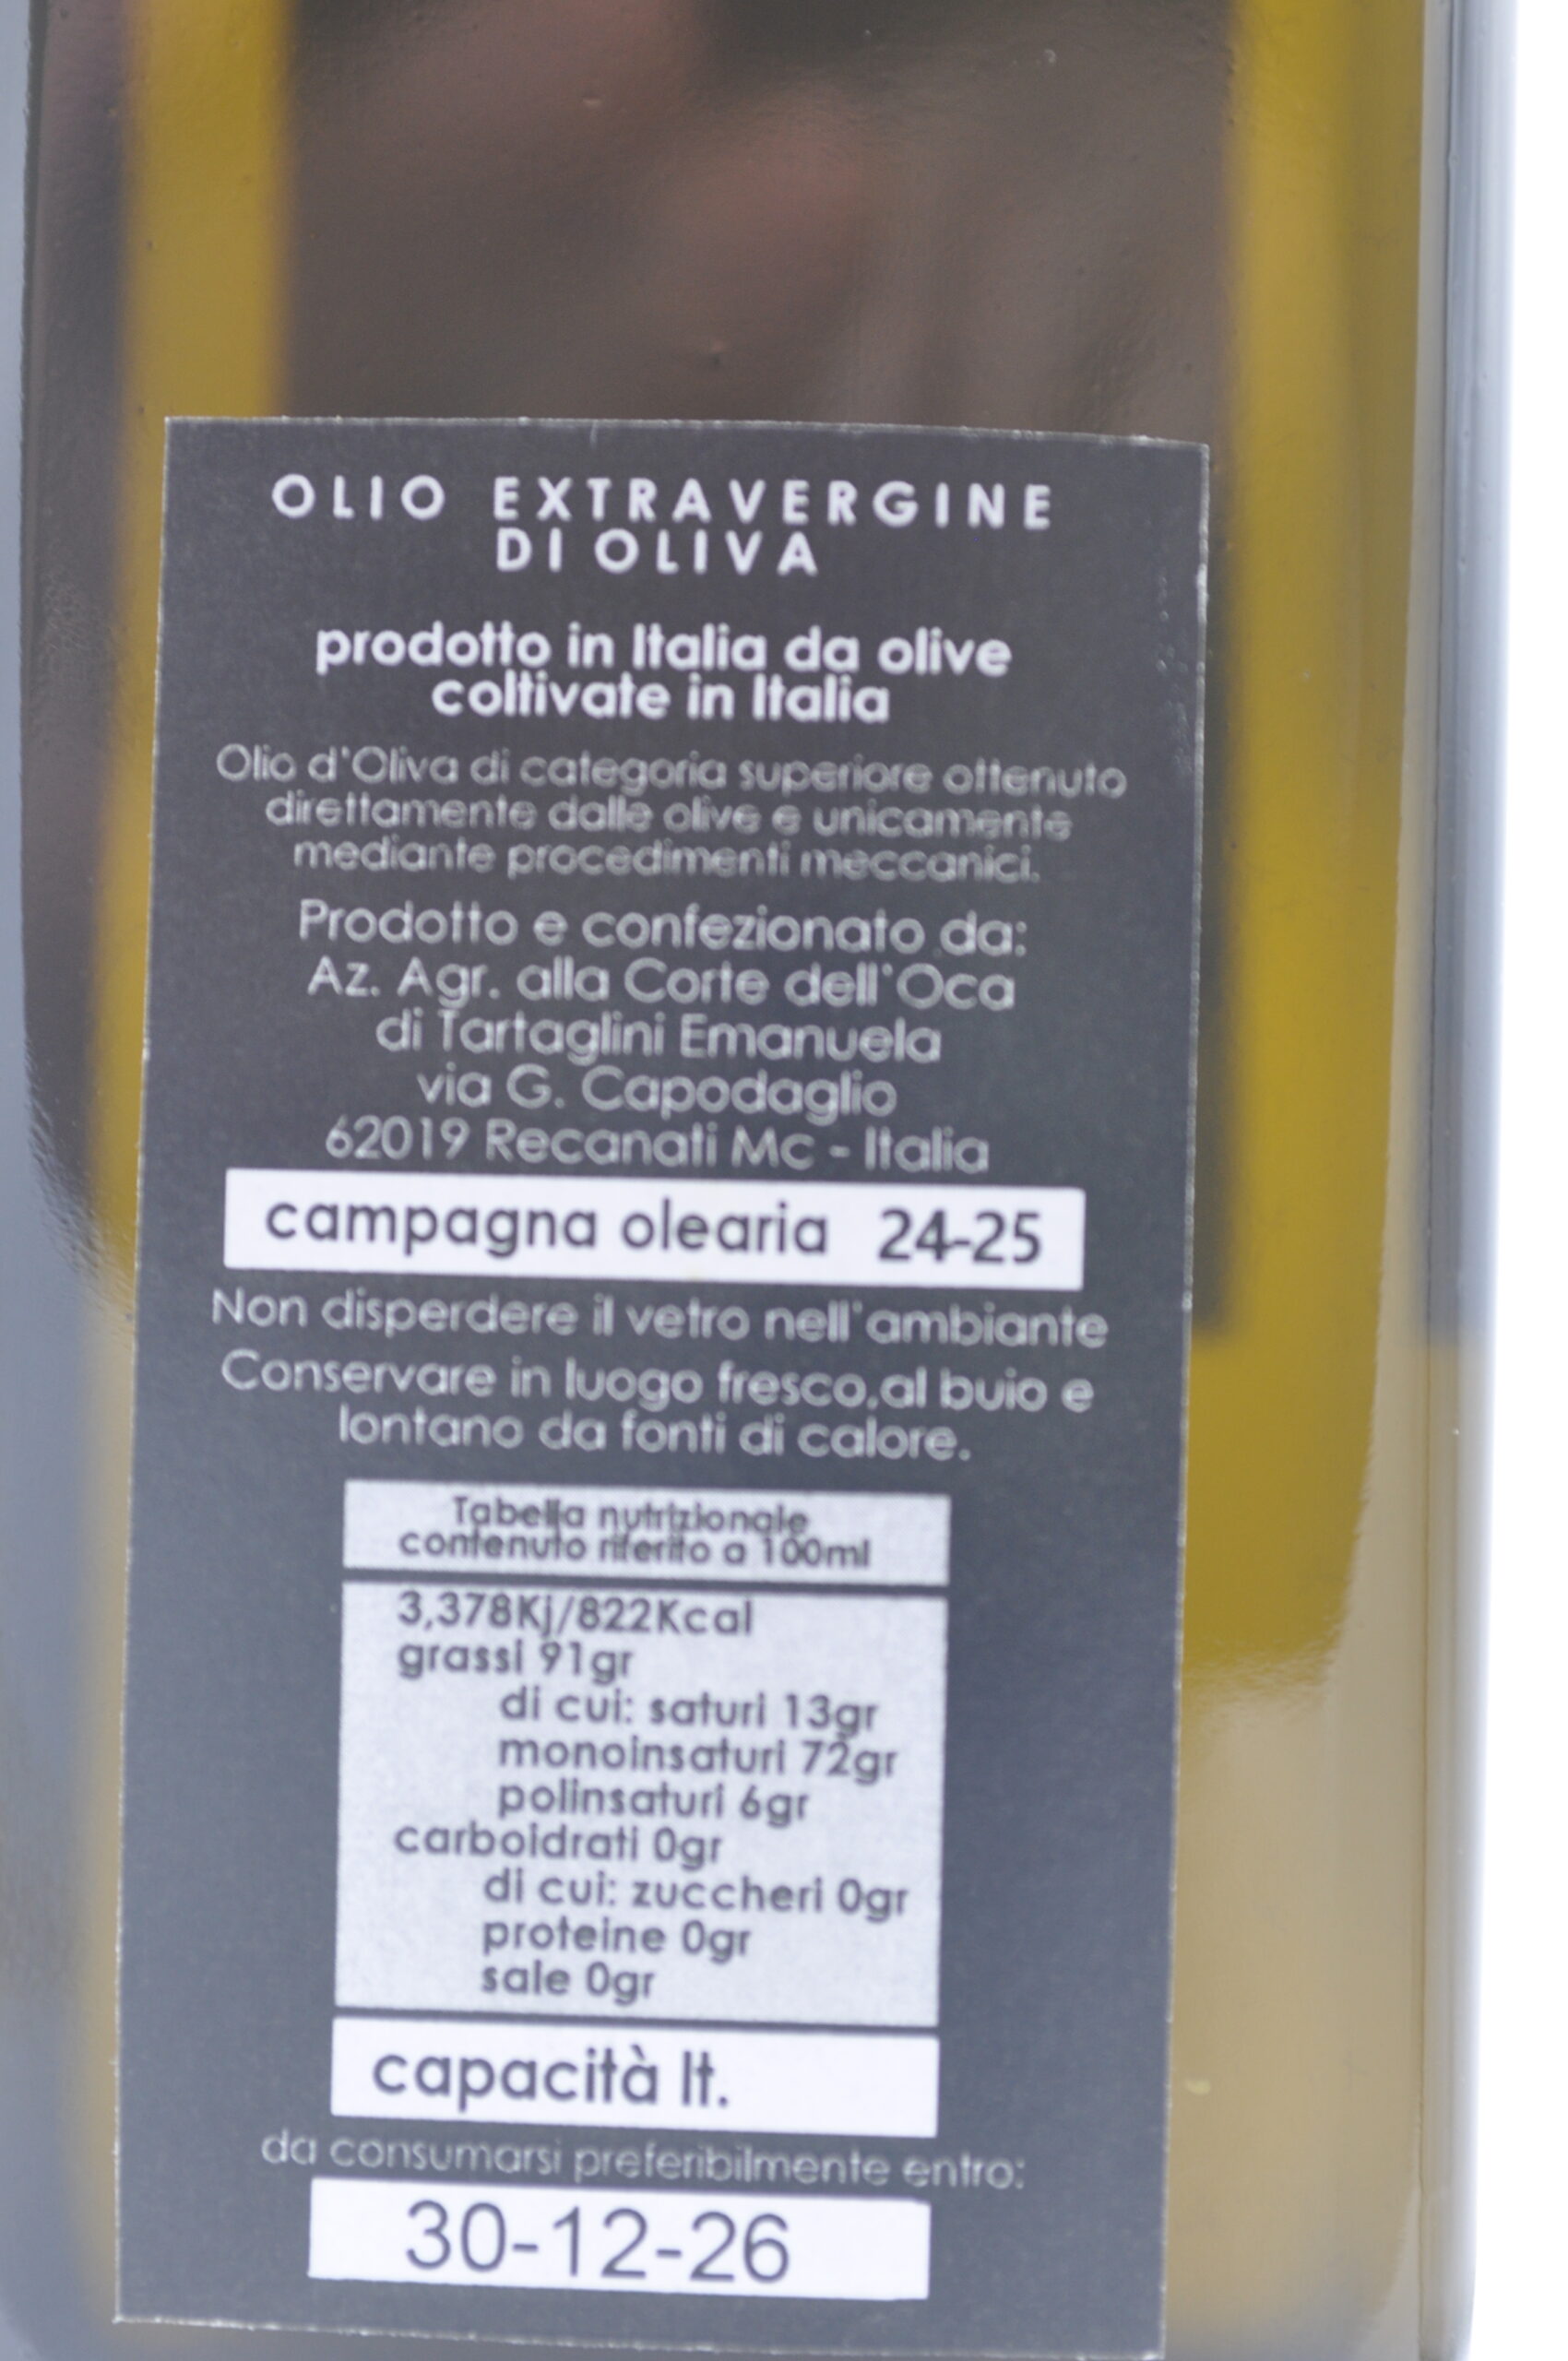 OLIO EXTRAVERGINE
DI OLIVA
prodotto in Italia da olive
coltivate in Italia
Olio d'Oliva di categoria superiore ottenuto
direttamente dalle olive e unicamente
mediante procedimenti meccanici.
Prodotto e confezionato da:
Az. Agr. alla Corte dell'Oca
di Tartaglini Emanuela
via G. Capodaglio
62019 Recanati Mc - Italia
campagna olearia 24-25
Non disperdere il vetro nell'ambiante
Conservare in luogo fresco,al buio e
lontano da fonti di calore.
Tabella nutrizionale
contenuto riferito a 100ml
3,378Kj/822Kcal
grassi 91gr
di cui: saturi 13gr
monoinsaturi 72gr
polinsaturi 6gr
carboidrati 0gr
di cui: zuccheri 0gr
proteine 0gr
sale 0gr
capacità lt.
da consumarsi preferibilmente entro:
30-12-26